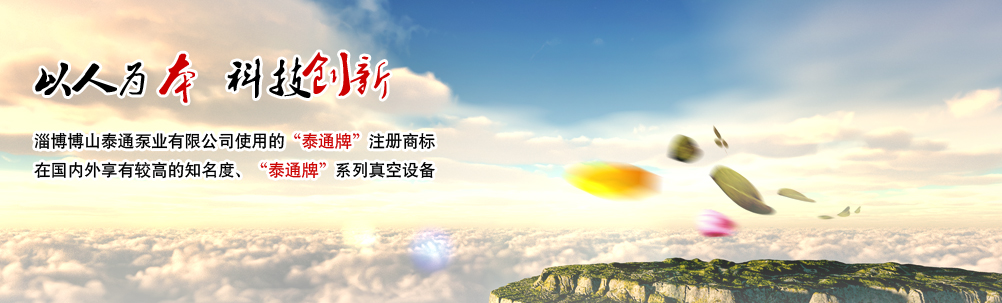 以人为本 科技创新
淄博博山泰通泵业有限公司使用的“泰通牌”注册商标
在国内外享有较高的知名度、“泰通牌”系列真空设备